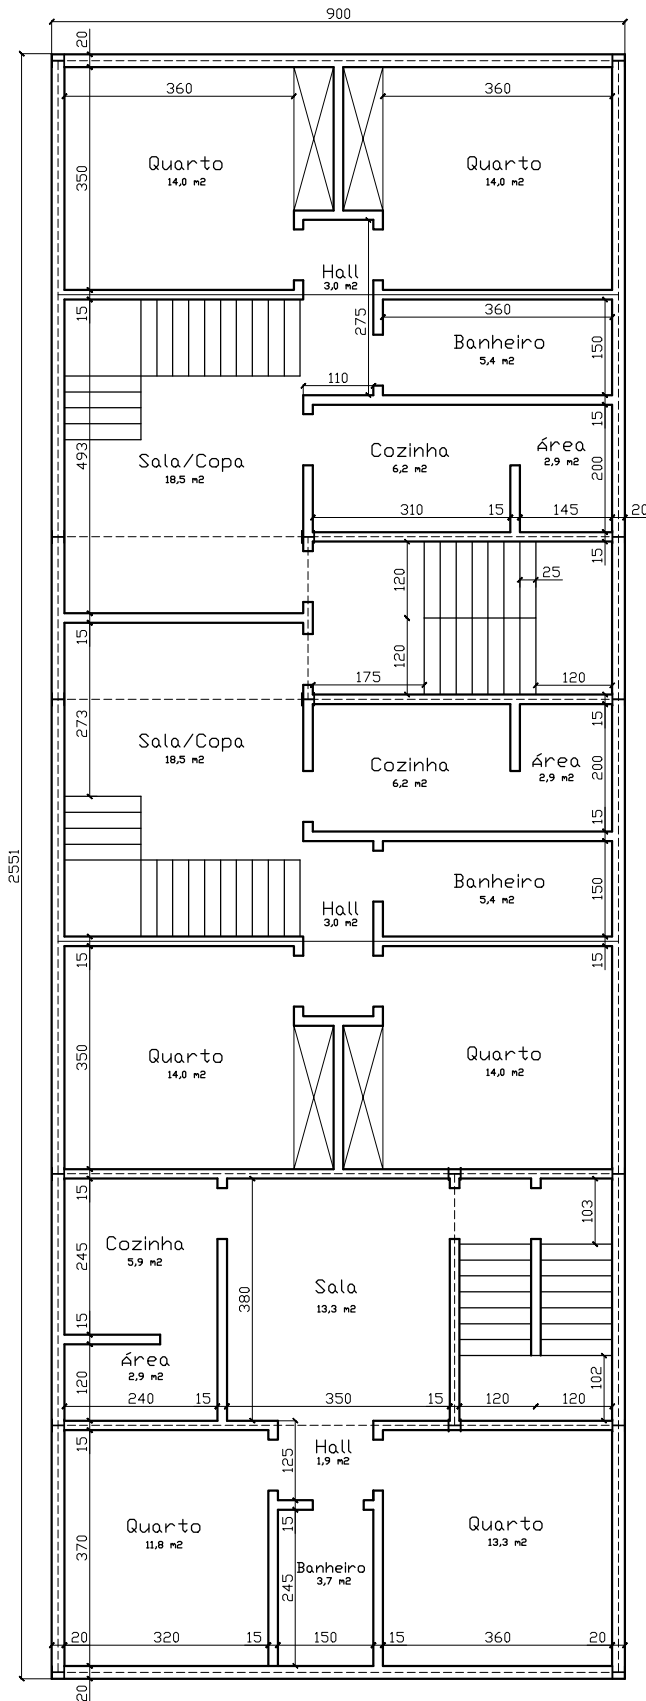 900
20
360
360
350
Quarto
14,0 m2
Quarto
14,0 m2
Hall
3,0 m2
15
275
360
Banheiro
5,4 m2
150
110
15
493
Sala/Copa
18,5 m2
Cozinha
6,2 m2
Área
2,9 m2
200
310
15
145
20
15
120
25
120
15
175
120
273
Sala/Copa
18,5 m2
15
Cozinha
6,2 m2
Área
2,9 m2
200
15
2551
Banheiro
5,4 m2
150
Hall
3,0 m2
15
15
350
Quarto
14,0 m2
Quarto
14,0 m2
15
103
245
Cozinha
5,9 m2
380
Sala
13,3 m2
15
Área
2,9 m2
120
102
240
15
350
15
120
120
15
Hall
1,9 m2
125
15
370
Quarto
11,8 m2
Quarto
13,3 m2
Banheiro
3,7 m2
245
20
320
15
150
15
360
20
20